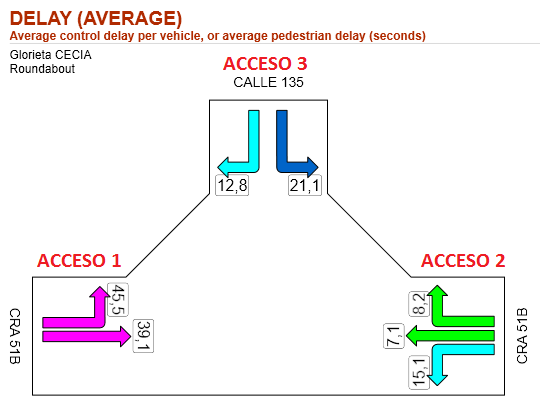 DELAY (AVERAGE)
Average control delay per vehicle, or average pedestrian delay (seconds)
Glorieta CECIA
Roundabout
ACCESO 3
CALLE 135
12,8
21,1
ACCESO 1
ACCESO 2
CRA 51B
45,5
39,1
8,2
7,1
15,1
CRA 51B